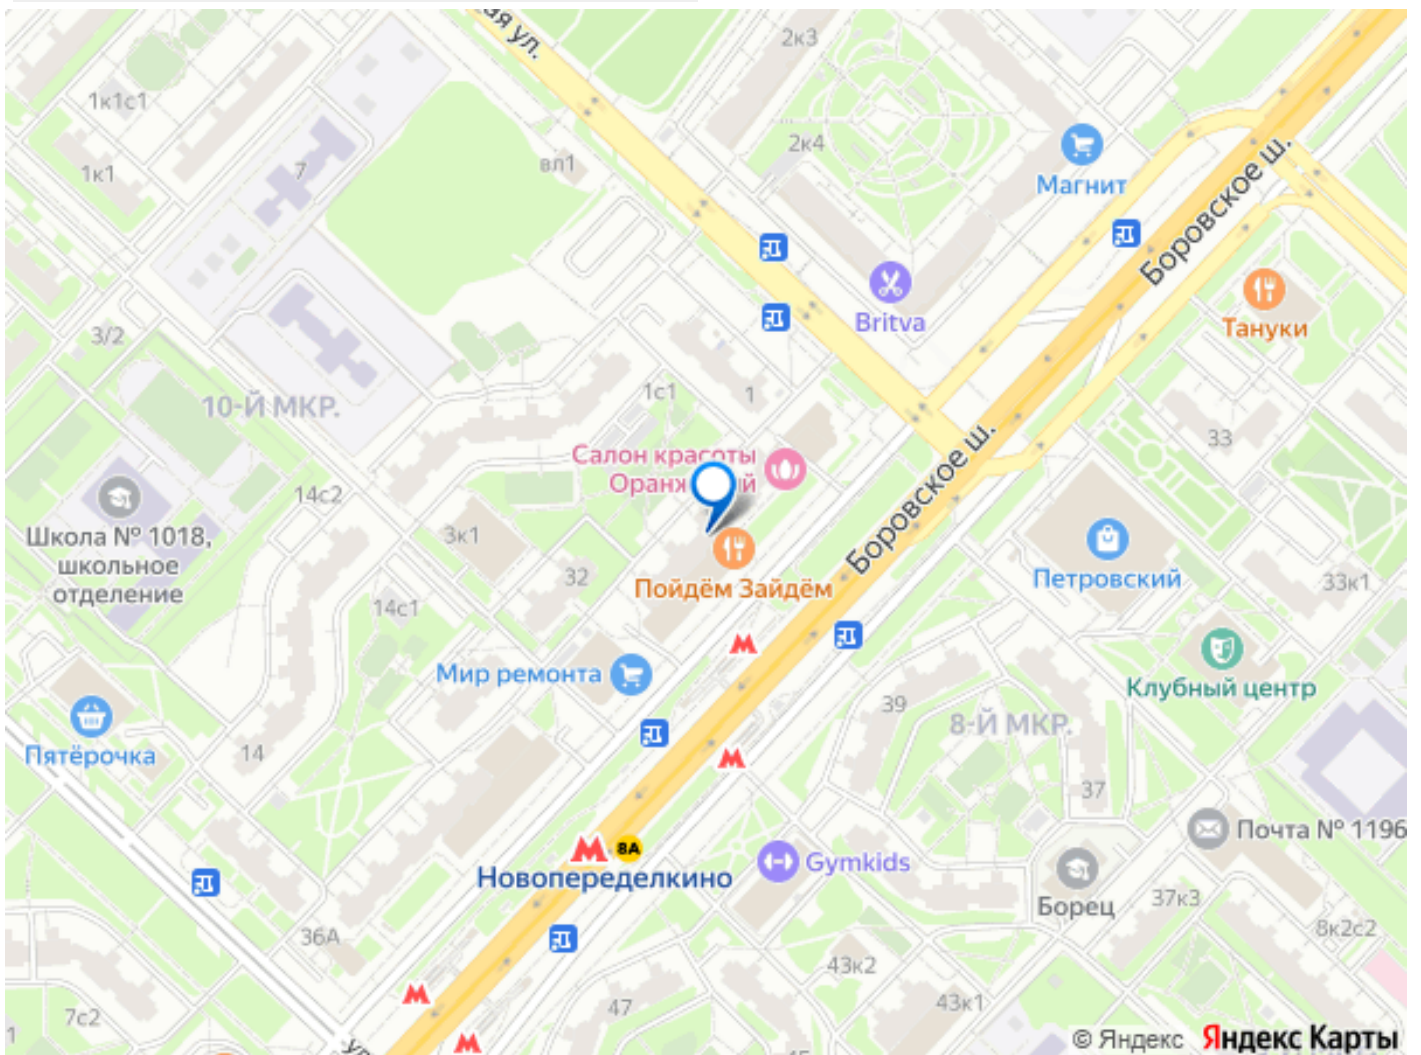 ая ул.
2к3
1к1с1
2к4
вл1
7
1к1
Магнит
Боровское ш.
Britva
Тануки
3/2
10-Й МКР.
1с1
1
33
Салон красоты
Боровское ш.
14с2
3к1
Школа № 1018,
школьное
отделение
32
Пойдём Зайдём
Петровский
33к1
14с1
Мир ремонта
Клубный центр
39
8-Й МКР.
14
Пятёрочка
37
8А
Новопеределкино
Gymkids
Почта № 1196
Борец
37к3
36А
8к2с2
43к2
47
43к1
7с2
1
45
© Яндекс Яндекс Карты